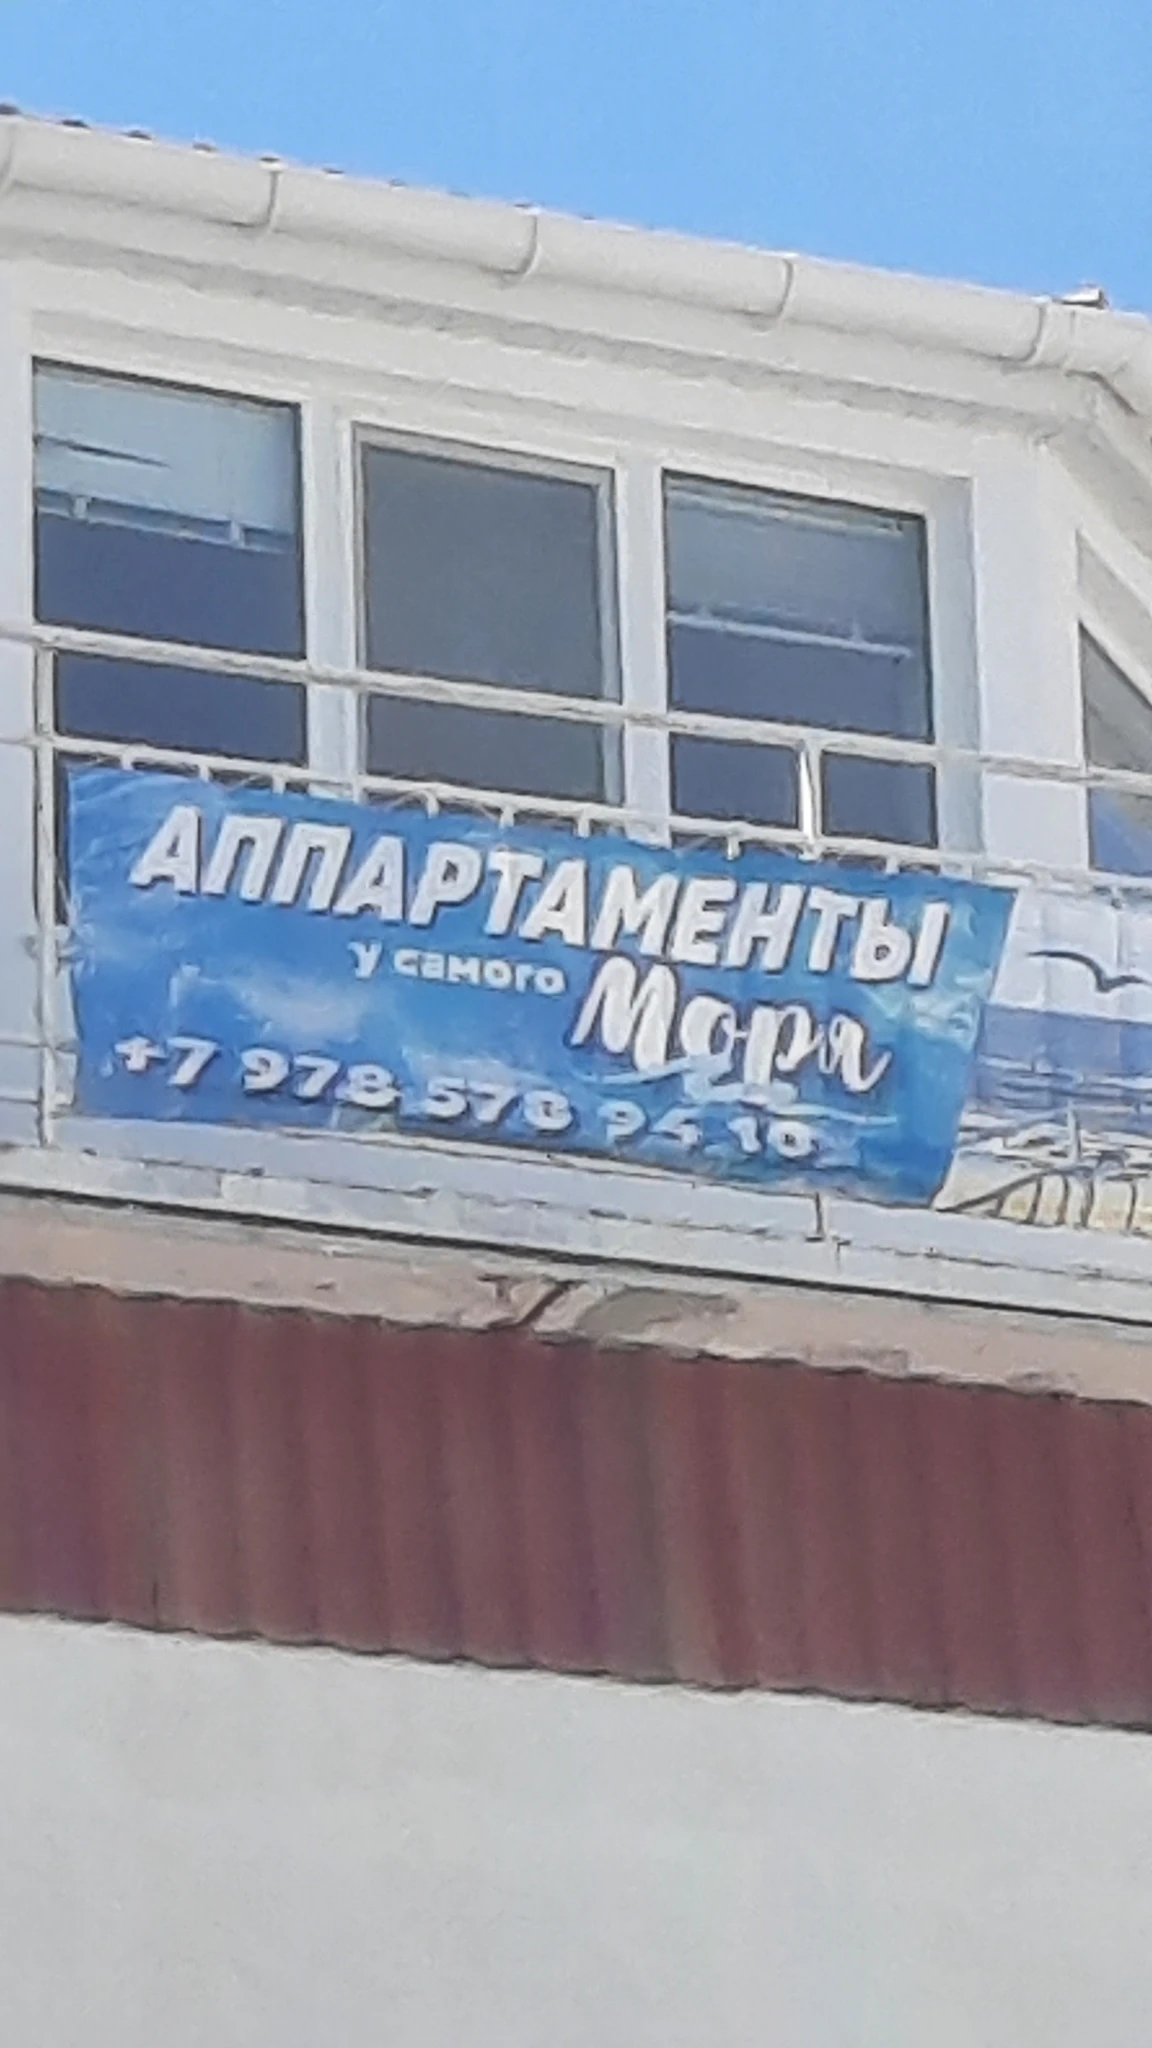 АППАРТАМЕНТЫ
у самого Моря
+7 978 578 94 10